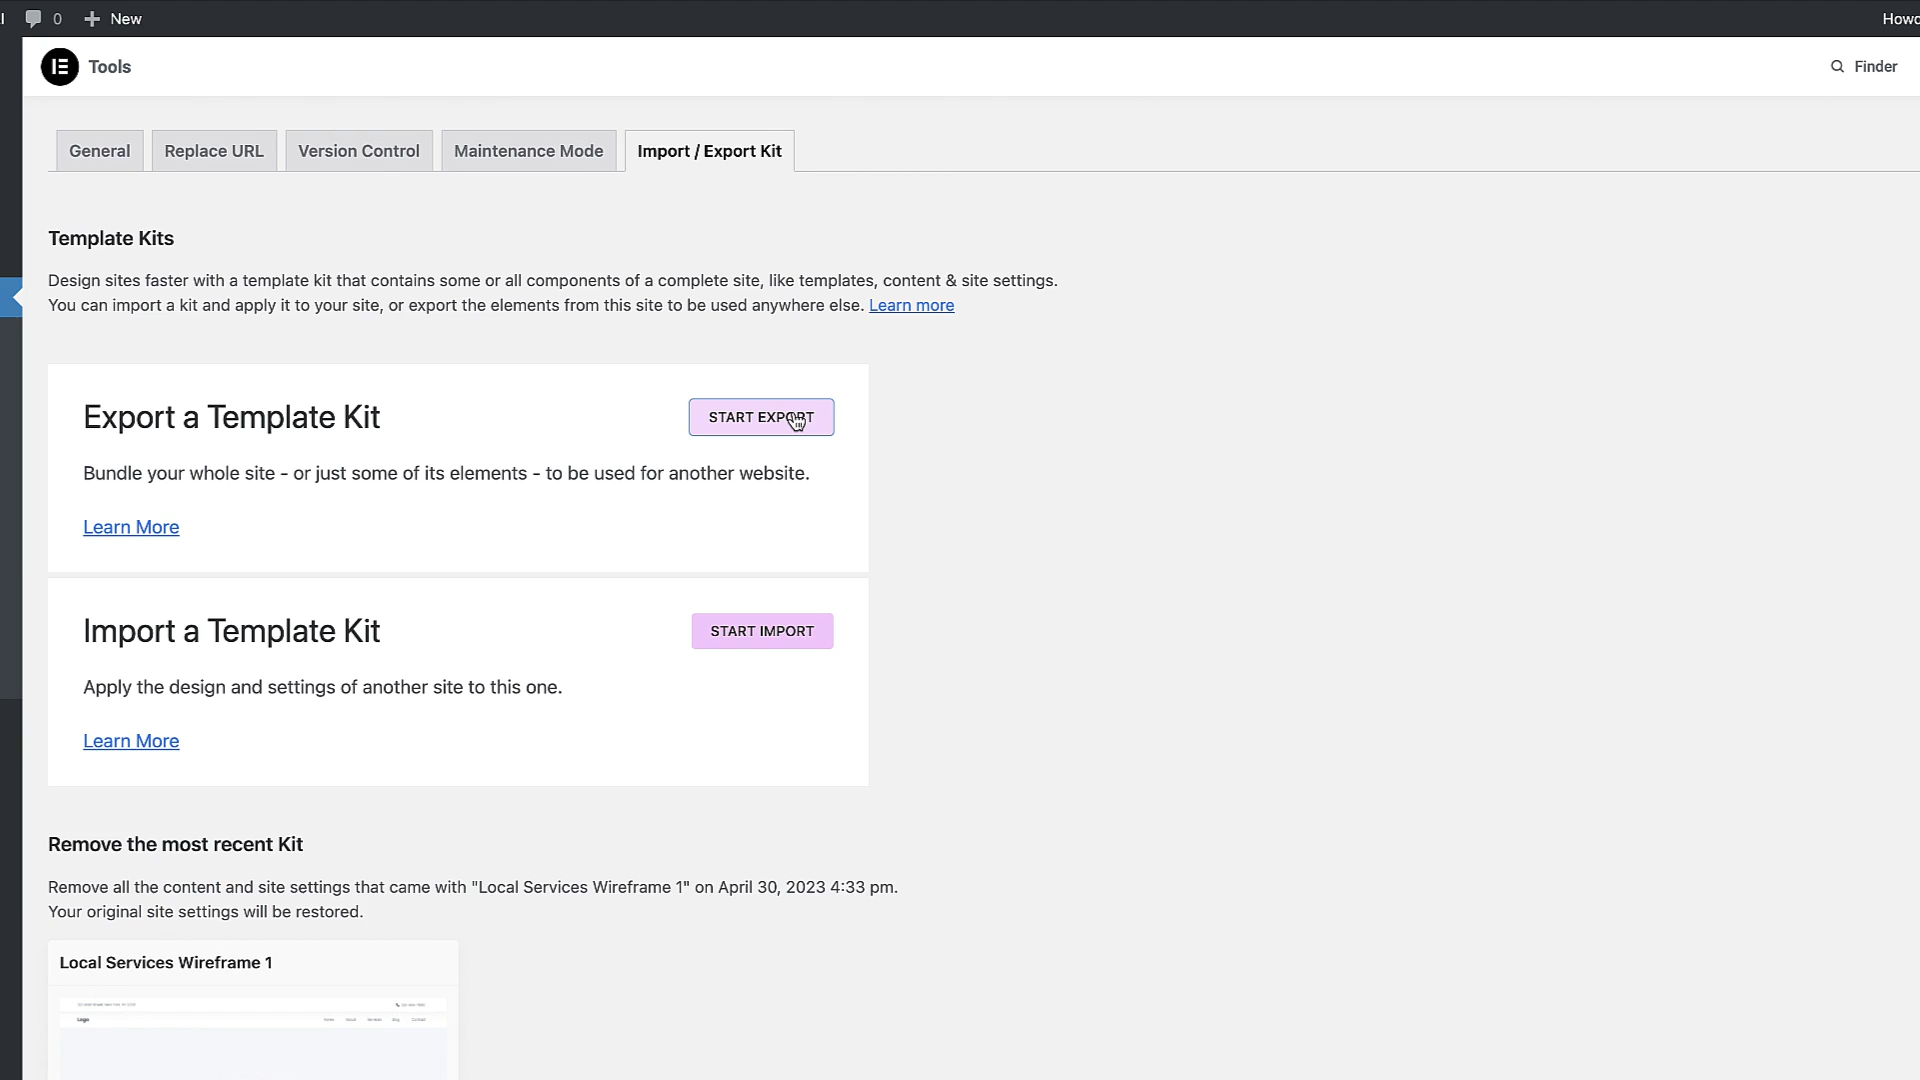 0 New
Tools
Finder
General Replace URL Version Control Maintenance Mode Import / Export Kit
Template Kits
Design sites faster with a template kit that contains some or all components of a complete site, like templates, content & site settings.
You can import a kit and apply it to your site, or export the elements from this site to be used anywhere else. Learn more
Export a Template Kit
START EXPORT
Bundle your whole site - or just some of its elements - to be used for another website.
Learn More
Import a Template Kit
START IMPORT
Apply the design and settings of another site to this one.
Learn More
Remove the most recent Kit
Remove all the content and site settings that came with "Local Services Wireframe 1" on April 30, 2023 4:33 pm.
Your original site settings will be restored.
Local Services Wireframe 1
Logo Home About Services Blog Contact